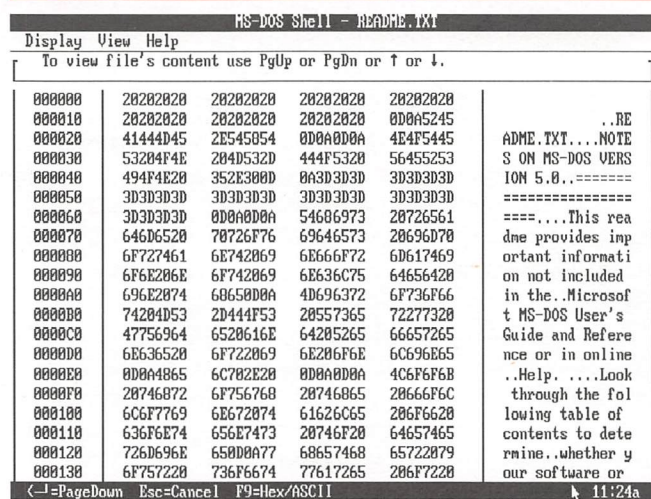 MS-DOS Shell - README.TXT
Display View Help
To view file's content use PgUp or PgDn or ↑ or ↓.
000000 20202020 20202020 20202020 20202020
000010 20202020 20202020 20202020 0D0A5245 ..RE
000020 41444D45 2E545854 0D0A0D0A 4E4F5445 ADME.TXT....NOTE
000030 53204F4E 204D532D 444F5320 56455253 S ON MS-DOS VERS
000040 494F4E20 352E300D 0A3D3D3D 3D3D3D3D ION 5.0..=======
000050 3D3D3D3D 3D3D3D3D 3D3D3D3D 3D3D3D3D ================
000060 3D3D3D3D 0D0A0D0A 54686973 20726561 ====....This rea
000070 646D6520 70726F76 69646573 20696D70 dme provides imp
000080 6F727461 6E742069 6E666F72 6D617469 ortant informati
000090 6F6E206E 6F742069 6E636C75 64656420 on not included
0000A0 696E2074 68650D0A 4D696372 6F736F66 in the..Microsof
0000B0 74204D53 2D444F53 20557365 72277320 t MS-DOS User's
0000C0 47756964 6520616E 64205265 66657265 Guide and Refere
0000D0 6E636520 6F722069 6E206F6E 6C696E65 nce or in online
0000E0 0D0A4865 6C702E20 0D0A0D0A 4C6F6F6B ..Help. ....Look
0000F0 20746872 6F756768 20746865 20666F6C through the fol
000100 6C6F7769 6E672074 61626C65 206F6620 lowing table of
000110 636F6E74 656E7473 20746F20 64657465 contents to dete
000120 726D696E 650D0A77 68657468 65722079 rmine..whether y
000130 6F757220 736F6674 77617265 206F7220 our software or
<─┘=PageDown Esc=Cancel F9=Hex/ASCII 11:24a